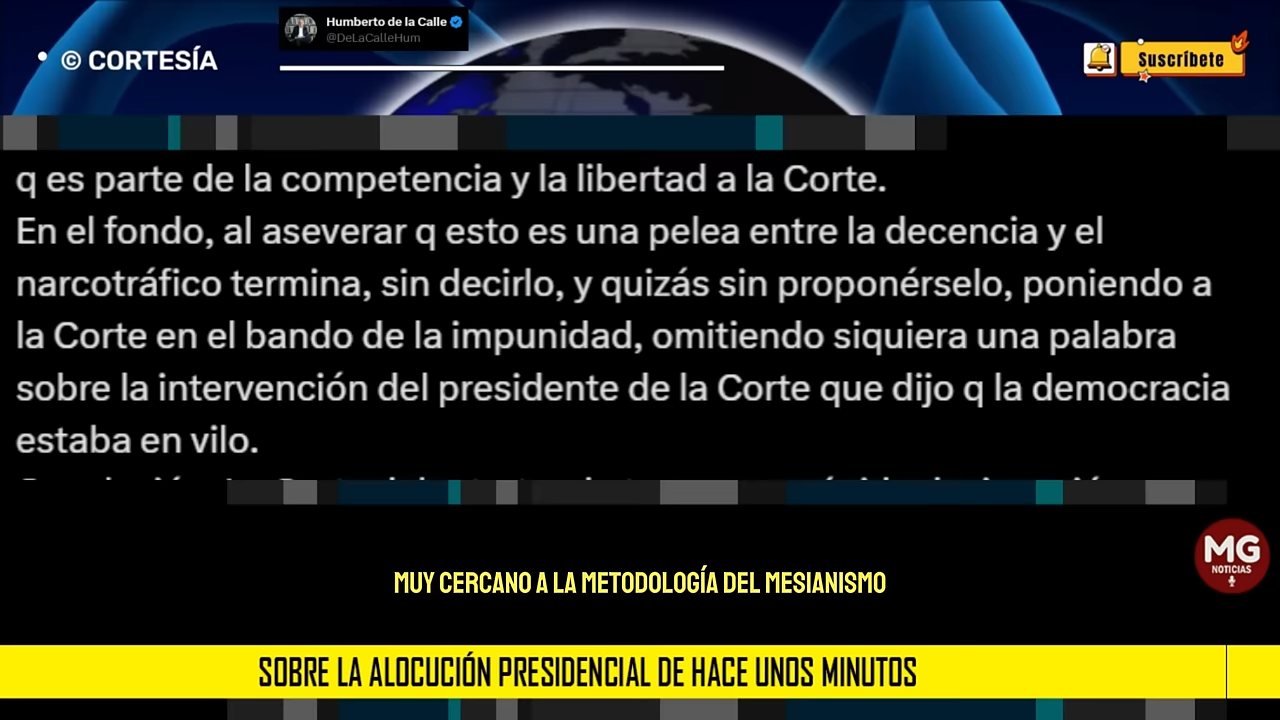 Humberto de la Calle
@DeLaCalleHum
© CORTESÍA
Suscríbete
q es parte de la competencia y la libertad a la Corte.
En el fondo, al aseverar q esto es una pelea entre la decencia y el
narcotráfico termina, sin decirlo, y quizás sin proponérselo, poniendo a
la Corte en el bando de la impunidad, omitiendo siquiera una palabra
sobre la intervención del presidente de la Corte que dijo q la democracia
estaba en vilo.
MG
NOTICIAS
MUY CERCANO A LA METODOLOGÍA DEL MESIANISMO
SOBRE LA ALOCUCIÓN PRESIDENCIAL DE HACE UNOS MINUTOS